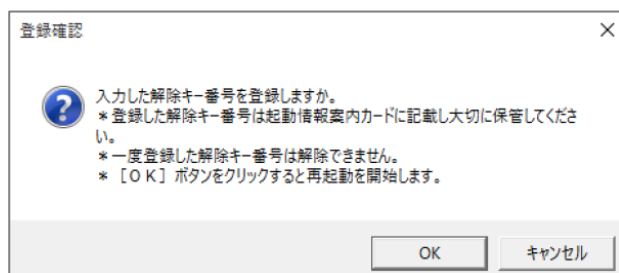 登録確認
入力した解除キー番号を登録しますか。
＊登録した解除キー番号は起動情報案内カードに記載し大切に保管してくださ
い。
＊一度登録した解除キー番号は解除できません。
＊［ＯＫ］ボタンをクリックすると再起動を開始します。
OK
キャンセル